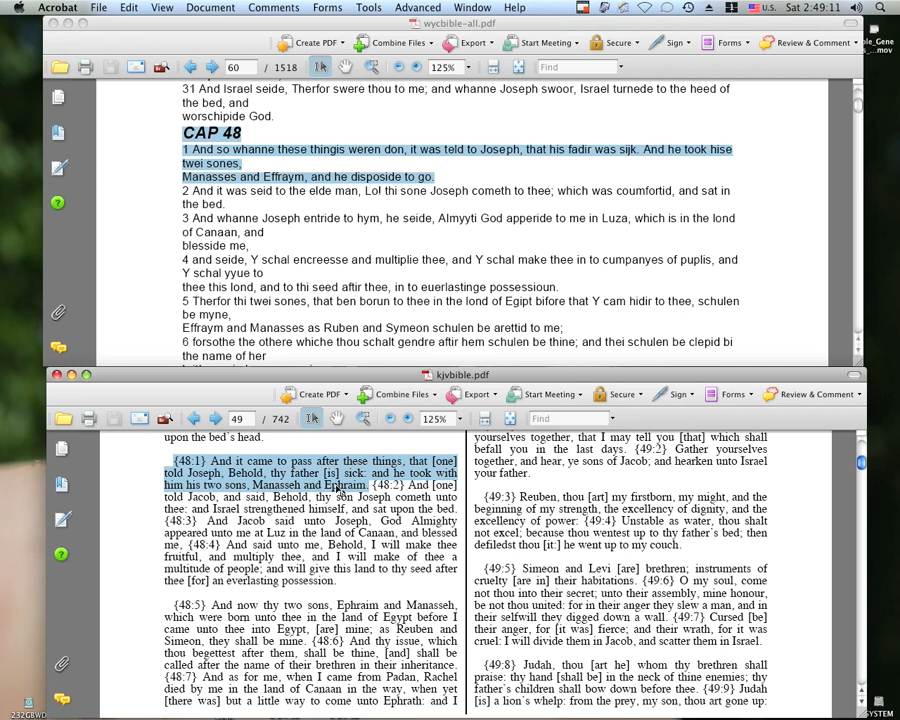 Acrobat File Edit View Document Comments Forms Tools Advanced Window Help U.S. Sat 2:49:11 AM
wycbible-all.pdf
Create PDF Combine Files Export Start Meeting Secure Sign Forms Review & Comment
60 / 1518 125% Find
31 And Israel seide, Therfor swere thou to me; and whanne Joseph swoor, Israel turnede to the heed of
the bed, and
worschipide God.
CAP 48
1 And so whanne these thingis weren don, it was teld to Joseph, that his fadir was sijk. And he took hise
twei sones,
Manasses and Effraym, and he disposide to go.
2 And it was seid to the elde man, Lo! thi sone Joseph cometh to thee; which was coumfortid, and sat in
the bed.
3 And whanne Joseph entride to hym, he seide, Almyyti God apperide to me in Luza, which is in the lond
of Canaan, and
blesside me,
4 and seide, Y schal encreesse and multiplie thee, and Y schal make thee in to cumpanyes of puplis, and
Y schal yyue to
thee this lond, and to thi seed aftir thee, in to euerlastinge possessioun.
5 Therfor thi twei sones, that ben borun to thee in the lond of Egipt bifore that Y cam hidir to thee, schulen
be myne,
Effraym and Manasses as Ruben and Symeon schulen be arettid to me;
6 forsothe the othere whiche thou schalt gendre aftir hem schulen be thine; and thei schulen be clepid bi
the name of her
kjvbible.pdf
Create PDF Combine Files Export Start Meeting Secure Sign Forms Review & Comment
49 / 742 125% Find
upon the bed's head.
{48:1} And it came to pass after these things, that [one]
told Joseph, Behold, thy father [is] sick: and he took with
him his two sons, Manasseh and Ephraim. {48:2} And [one]
told Jacob, and said, Behold, thy son Joseph cometh unto
thee: and Israel strengthened himself, and sat upon the bed.
{48:3} And Jacob said unto Joseph, God Almighty
appeared unto me at Luz in the land of Canaan, and blessed
me, {48:4} And said unto me, Behold, I will make thee
fruitful, and multiply thee, and I will make of thee a
multitude of people; and will give this land to thy seed after
thee [for] an everlasting possession.
{48:5} And now thy two sons, Ephraim and Manasseh,
which were born unto thee in the land of Egypt before I
came unto thee into Egypt, [are] mine; as Reuben and
Simeon, they shall be mine. {48:6} And thy issue, which
thou begettest after them, shall be thine, [and] shall be
called after the name of their brethren in their inheritance.
{48:7} And as for me, when I came from Padan, Rachel
died by me in the land of Canaan in the way, when yet
[there was] but a little way to come unto Ephrath: and I
yourselves together, that I may tell you [that] which shall
befall you in the last days. {49:2} Gather yourselves
together, and hear, ye sons of Jacob; and hearken unto Israel
your father.
{49:3} Reuben, thou [art] my firstborn, my might, and the
beginning of my strength, the excellency of dignity, and the
excellency of power: {49:4} Unstable as water, thou shalt
not excel; because thou wentest up to thy father's bed; then
defiledst thou [it:] he went up to my couch.
{49:5} Simeon and Levi [are] brethren; instruments of
cruelty [are in] their habitations. {49:6} O my soul, come
not thou into their secret; unto their assembly, mine honour,
be not thou united: for in their anger they slew a man, and in
their selfwill they digged down a wall. {49:7} Cursed [be]
their anger, for [it was] fierce; and their wrath, for it was
cruel: I will divide them in Jacob, and scatter them in Israel.
{49:8} Judah, thou [art he] whom thy brethren shall
praise: thy hand [shall be] in the neck of thine enemies; thy
father's children shall bow down before thee. {49:9} Judah
[is] a lion's whelp: from the prey, my son, thou art gone up:
232GBWD
SYSTEM